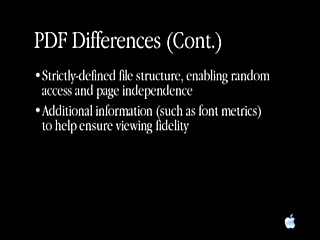 PDF Differences (Cont.)
•Strictly-defined file structure, enabling random
access and page independence
•Additional information (such as font metrics)
to help ensure viewing fidelity